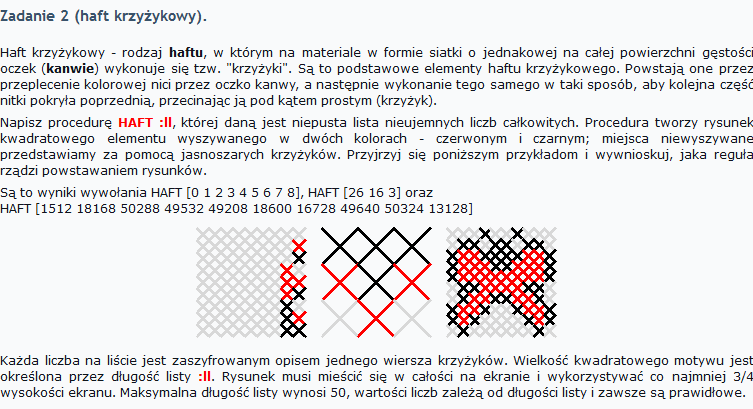 Zadanie 2 (haft krzyżykowy).
Haft krzyżykowy - rodzaj haftu, w którym na materiale w formie siatki o jednakowej na całej powierzchni gęstości
oczek (kanwie) wykonuje się tzw. "krzyżyki". Są to podstawowe elementy haftu krzyżykowego. Powstają one przez
przeplecenie kolorowej nici przez oczko kanwy, a następnie wykonanie tego samego w taki sposób, aby kolejna część
nitki pokryła poprzednią, przecinając ją pod kątem prostym (krzyżyk).
Napisz procedurę HAFT :ll, której daną jest niepusta lista nieujemnych liczb całkowitych. Procedura tworzy rysunek
kwadratowego elementu wyszywanego w dwóch kolorach - czerwonym i czarnym; miejsca niewyszywane
przedstawiamy za pomocą jasnoszarych krzyżyków. Przyjrzyj się poniższym przykładom i wywnioskuj, jaka reguła
rządzi powstawaniem rysunków.
Są to wyniki wywołania HAFT [0 1 2 3 4 5 6 7 8], HAFT [26 16 3] oraz
HAFT [1512 18168 50288 49532 49208 18600 16728 49640 50324 13128]
Każda liczba na liście jest zaszyfrowanym opisem jednego wiersza krzyżyków. Wielkość kwadratowego motywu jest
określona przez długość listy :ll. Rysunek musi mieścić się w całości na ekranie i wykorzystywać co najmniej 3/4
wysokości ekranu. Maksymalna długość listy wynosi 50, wartości liczb zależą od długości listy i zawsze są prawidłowe.